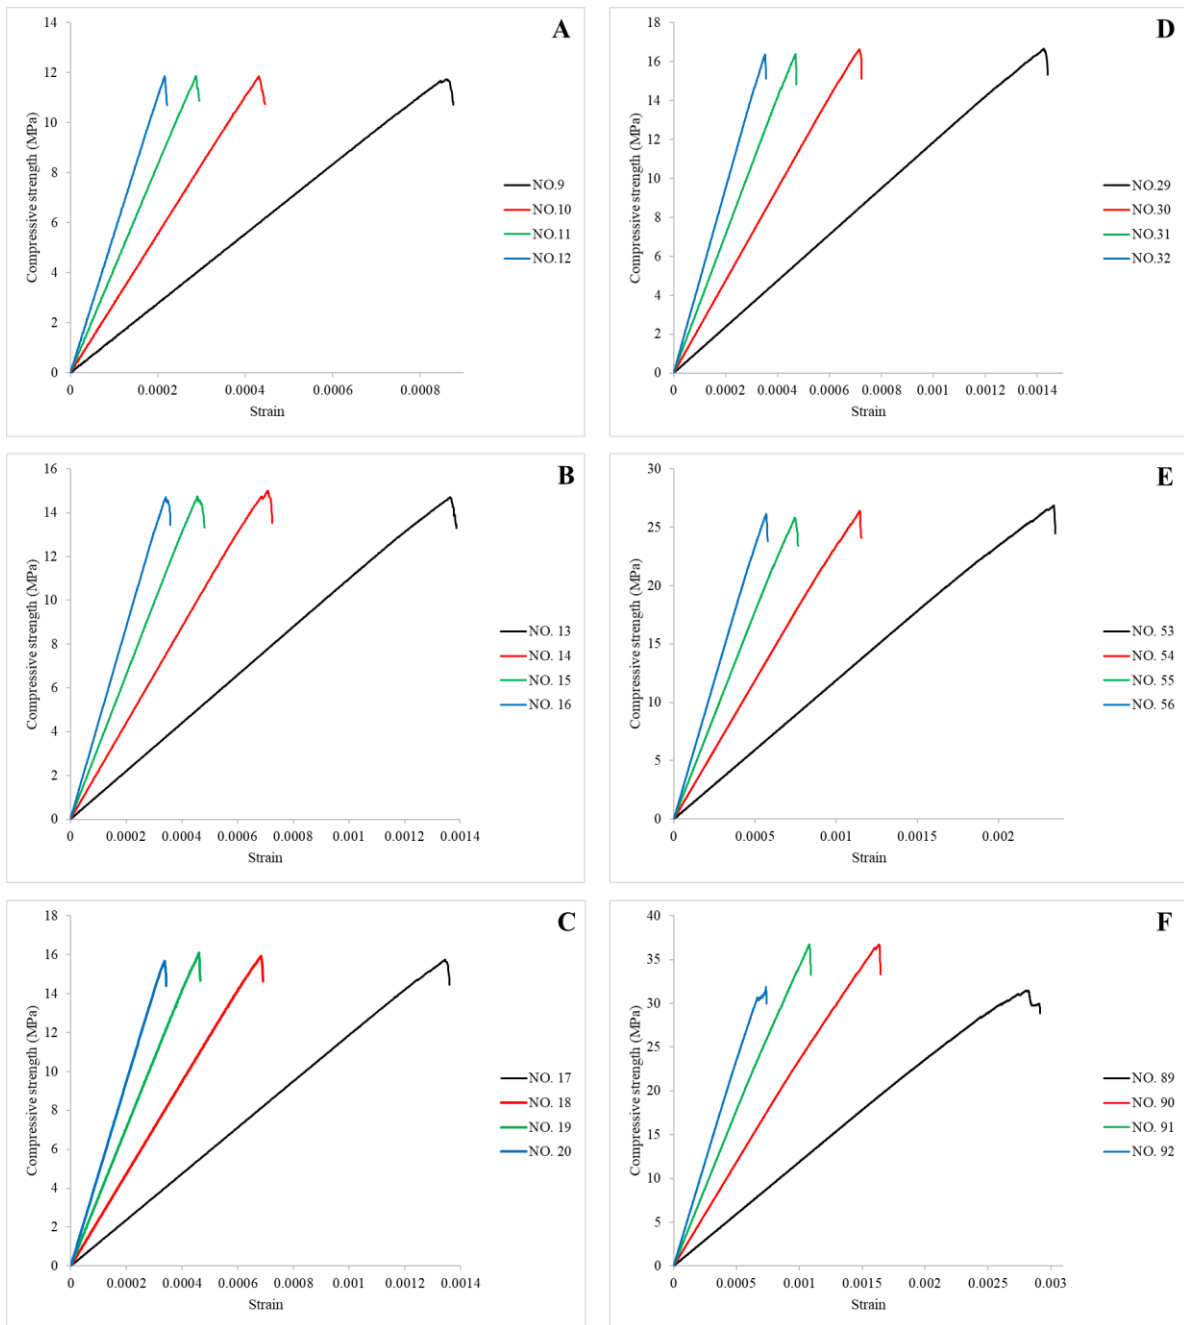 A
14
12
10
8
6
4
2
0
Compressive strength (MPa)
0 0.0002 0.0004 0.0006 0.0008
Strain
NO.9
NO.10
NO.11
NO.12
D
18
16
14
12
10
8
6
4
2
0
Compressive strength (MPa)
0 0.0002 0.0004 0.0006 0.0008 0.001 0.0012 0.0014
Strain
NO.29
NO.30
NO.31
NO.32
B
16
14
12
10
8
6
4
2
0
Compressive strength (MPa)
0 0.0002 0.0004 0.0006 0.0008 0.001 0.0012 0.0014
Strain
NO. 13
NO. 14
NO. 15
NO. 16
E
30
25
20
15
10
5
0
Compressive strength (MPa)
0 0.0005 0.001 0.0015 0.002
Strain
NO. 53
NO. 54
NO. 55
NO. 56
C
18
16
14
12
10
8
6
4
2
0
Compressive strength (MPa)
0 0.0002 0.0004 0.0006 0.0008 0.001 0.0012 0.0014
Strain
NO. 17
NO. 18
NO. 19
NO. 20
F
40
35
30
25
20
15
10
5
0
Compressive strength (MPa)
0 0.0005 0.001 0.0015 0.002 0.0025 0.003
Strain
NO. 89
NO. 90
NO. 91
NO. 92